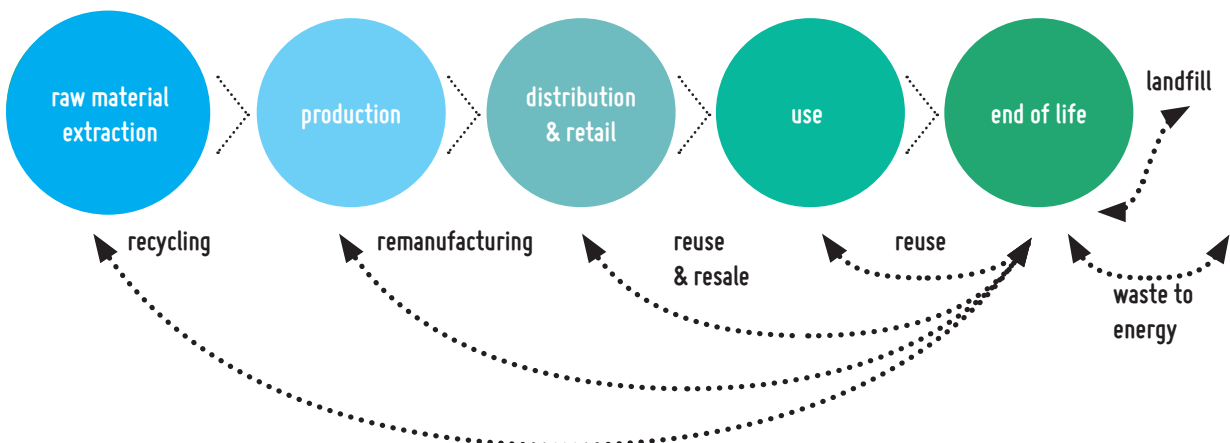 raw material
extraction
production
distribution
& retail
use
end of life
landfill
recycling
remanufacturing
reuse
& resale
reuse
waste to
energy